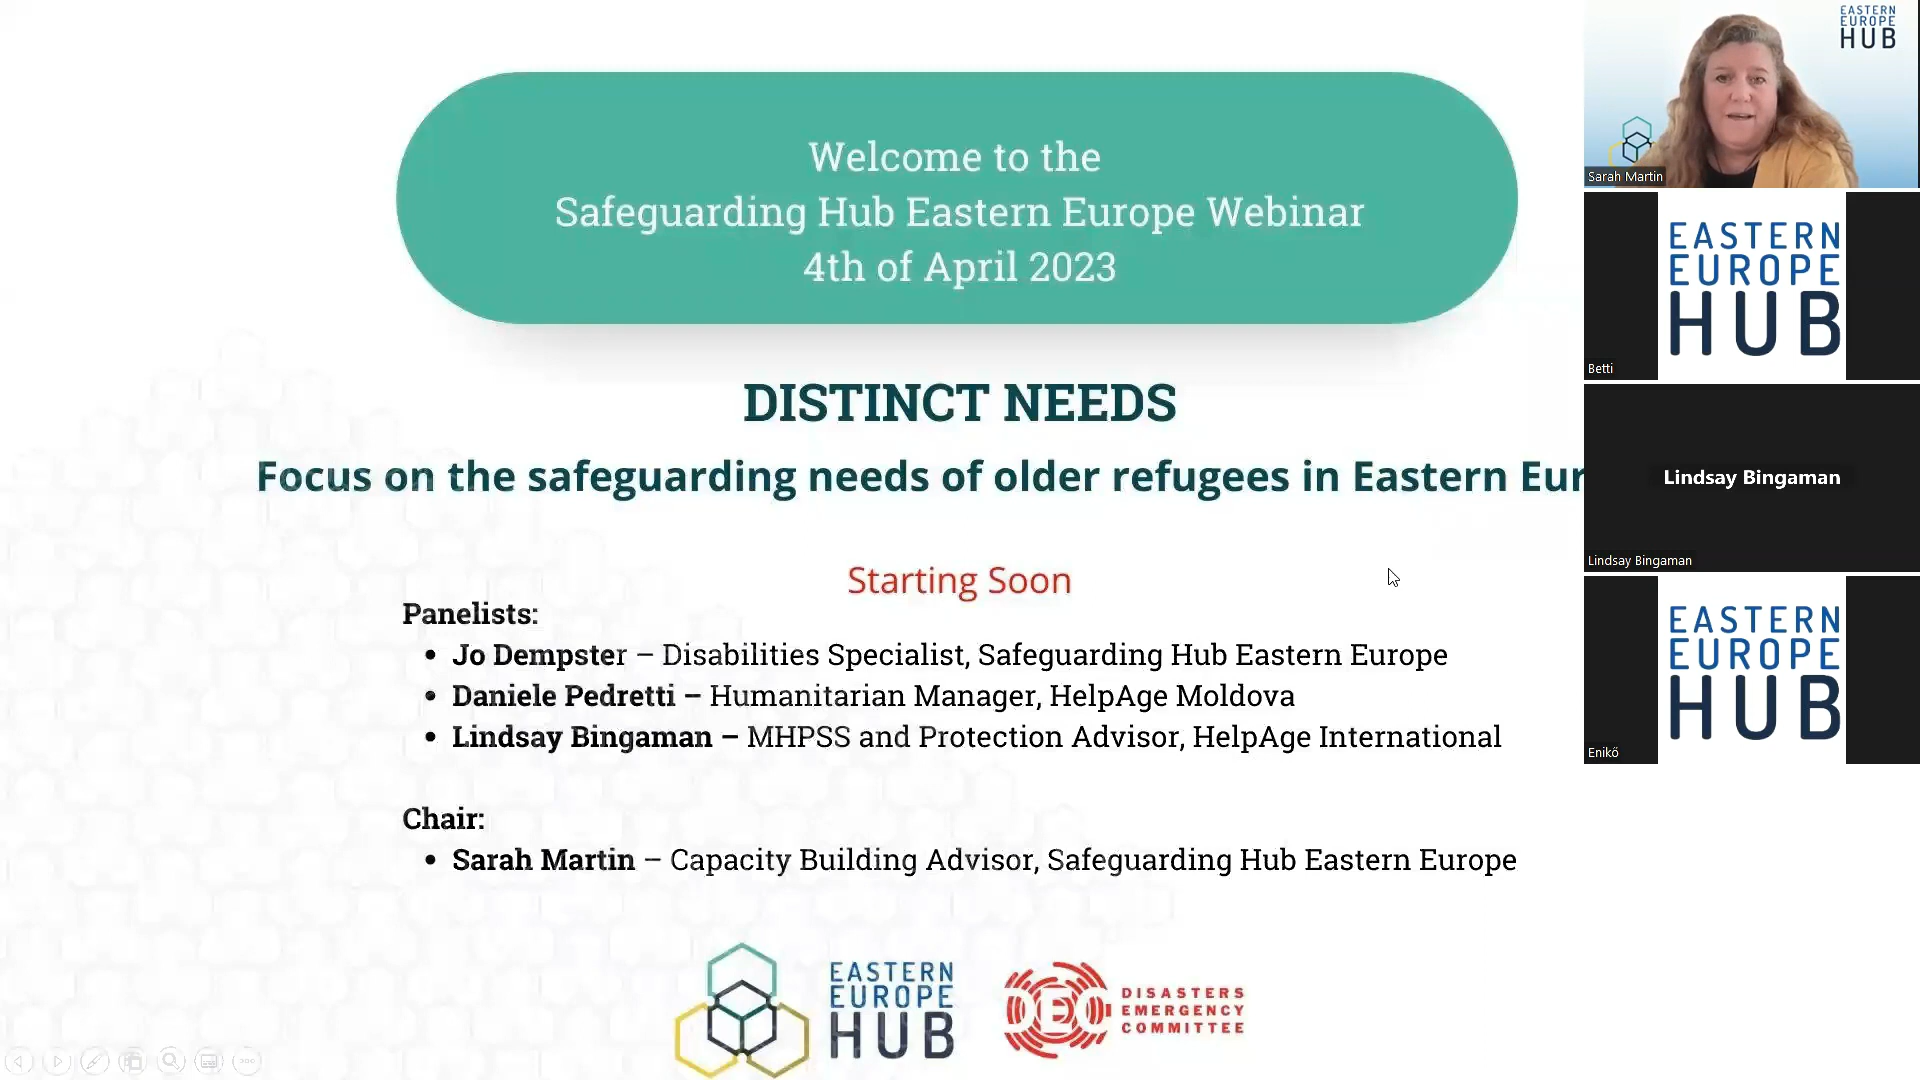 Welcome to the
Safeguarding Hub Eastern Europe Webinar
4th of April 2023
DISTINCT NEEDS
Focus on the safeguarding needs of older refugees in Eastern Eur
Starting Soon
Panelists:
• Jo Dempster – Disabilities Specialist, Safeguarding Hub Eastern Europe
• Daniele Pedretti – Humanitarian Manager, HelpAge Moldova
• Lindsay Bingaman – MHPSS and Protection Advisor, HelpAge International
Chair:
• Sarah Martin – Capacity Building Advisor, Safeguarding Hub Eastern Europe
EASTERN
EUROPE
HUB
DEC
DISASTERS
EMERGENCY
COMMITTEE
EASTERN
EUROPE
HUB
Sarah Martin
EASTERN
EUROPE
HUB
Betti
Lindsay Bingaman
Lindsay Bingaman
EASTERN
EUROPE
HUB
Enikő